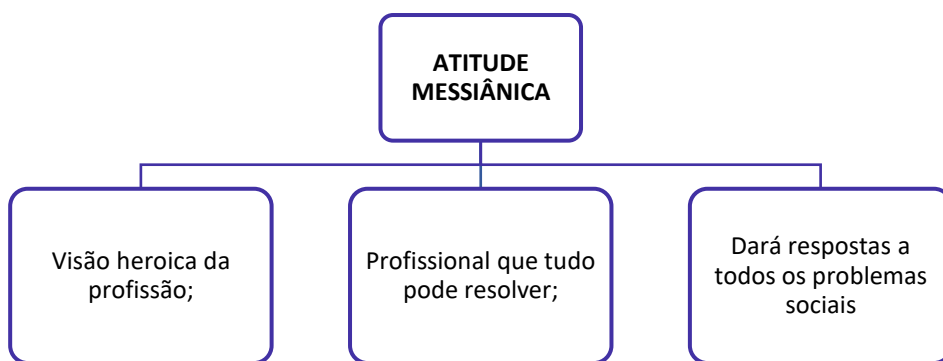 ATITUDE
MESSIÂNICA
Visão heroica da
profissão;
Profissional que tudo
pode resolver;
Dará respostas a
todos os problemas
sociais